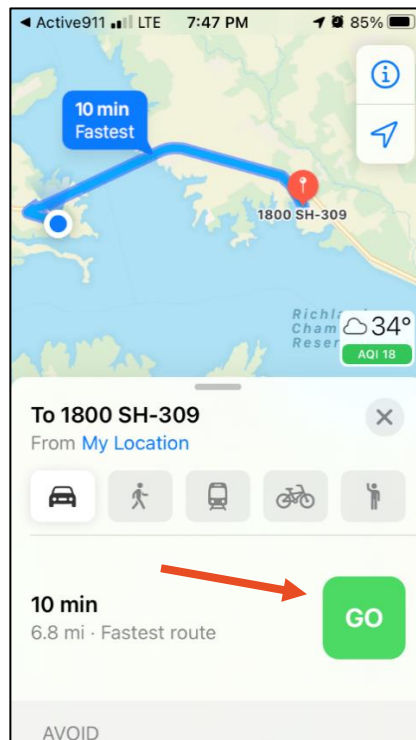 ◀ Active911 LTE 7:47 PM 85%
10 min
Fastest
1800 SH-309
Cham
Reser
34°
AQI 18
To 1800 SH-309
From My Location
10 min
6.8 mi · Fastest route
GO
AVOID